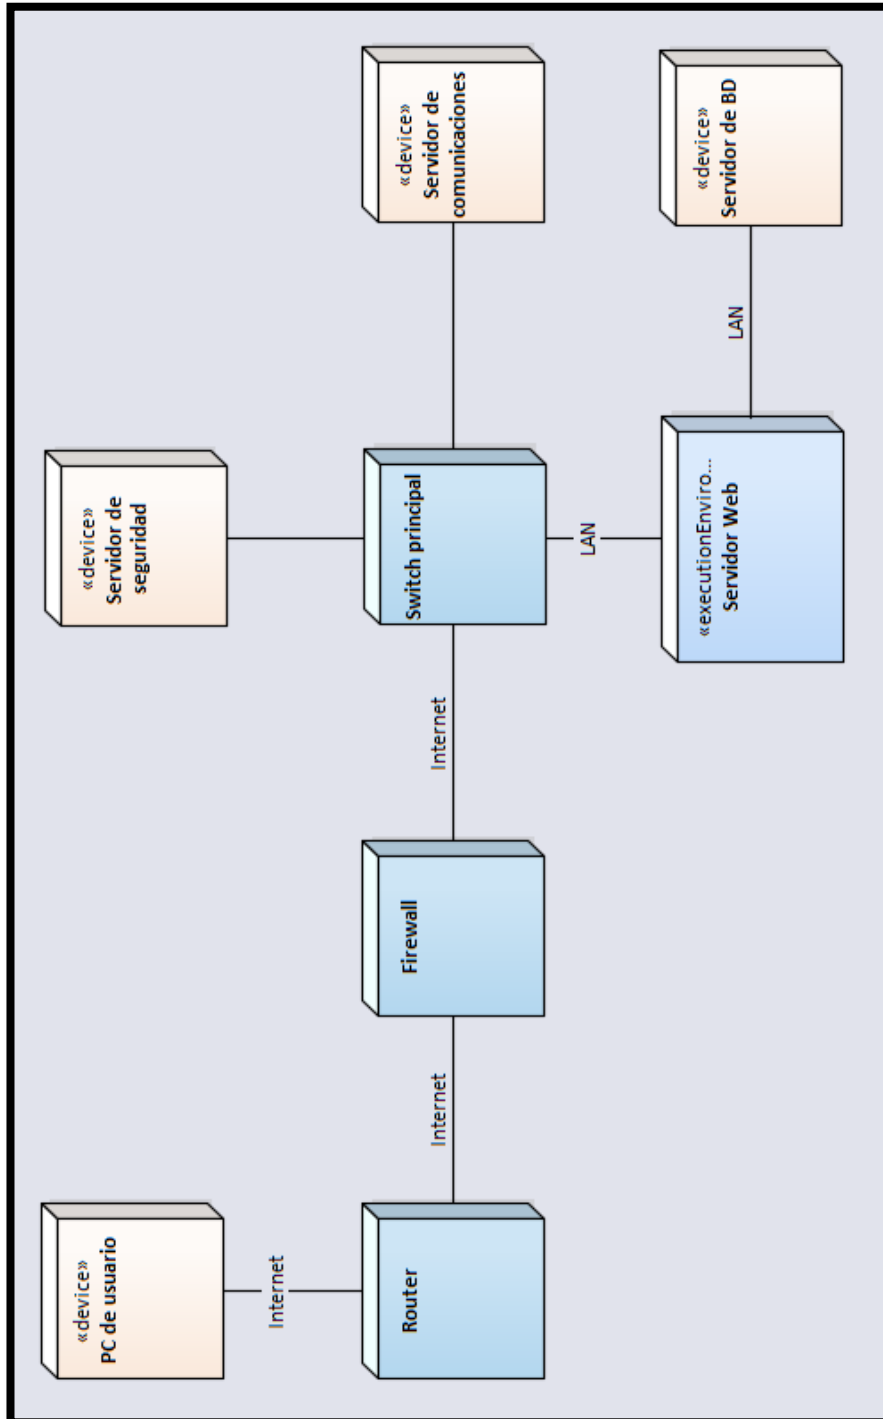 «device»
PC de usuario
«device»
Servidor de
seguridad
Internet
Router
Internet
Firewall
Internet
Switch principal
«device»
Servidor de
comunicaciones
LAN
«executionEnviro...
Servidor Web
LAN
«device»
Servidor de BD